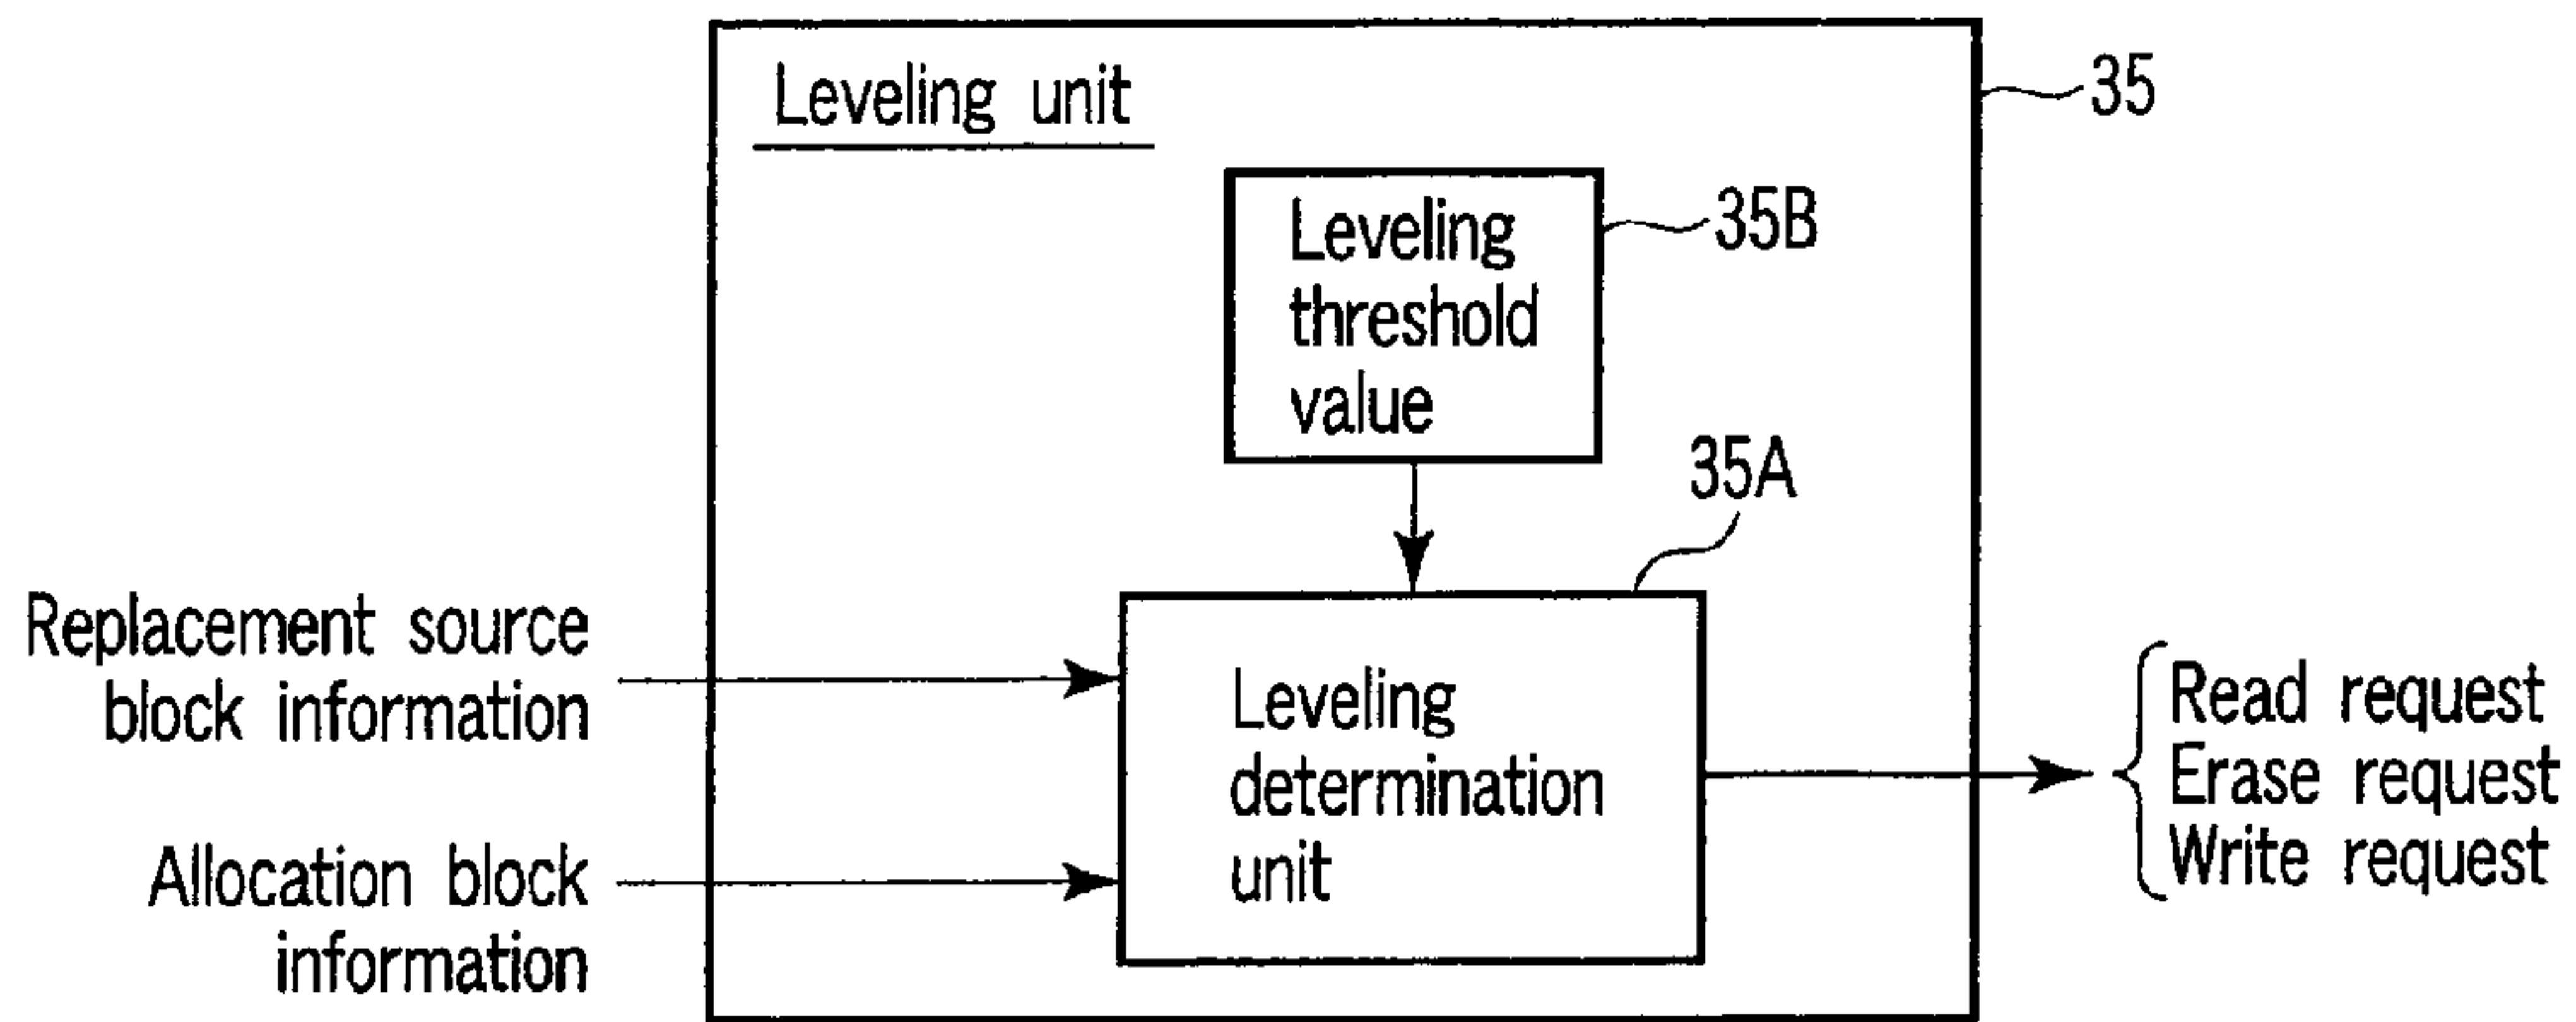 Leveling unit
35
Leveling
threshold
value
35B
35A
Replacement source
block information
Allocation block
information
Leveling
determination
unit
Read request
Erase request
Write request